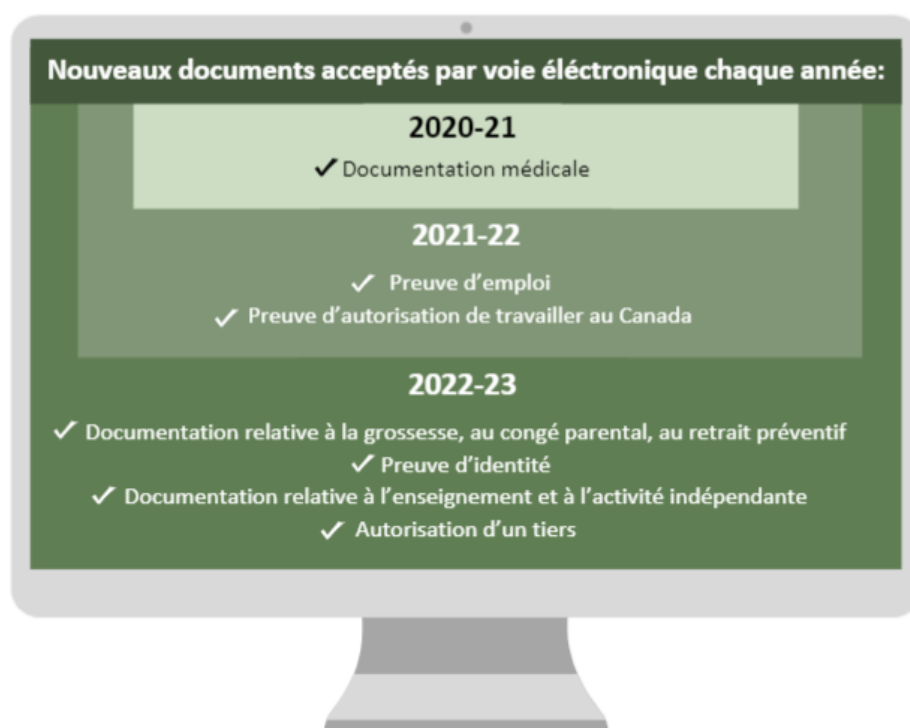 Nouveaux documents acceptés par voie éléctronique chaque année:
2020-21
✓ Documentation médicale
2021-22
✓ Preuve d'emploi
✓ Preuve d'autorisation de travailler au Canada
2022-23
✓ Documentation relative à la grossesse, au congé parental, au retrait préventif
✓ Preuve d'identité
✓ Documentation relative à l'enseignement et à l'activité indépendante
✓ Autorisation d'un tiers